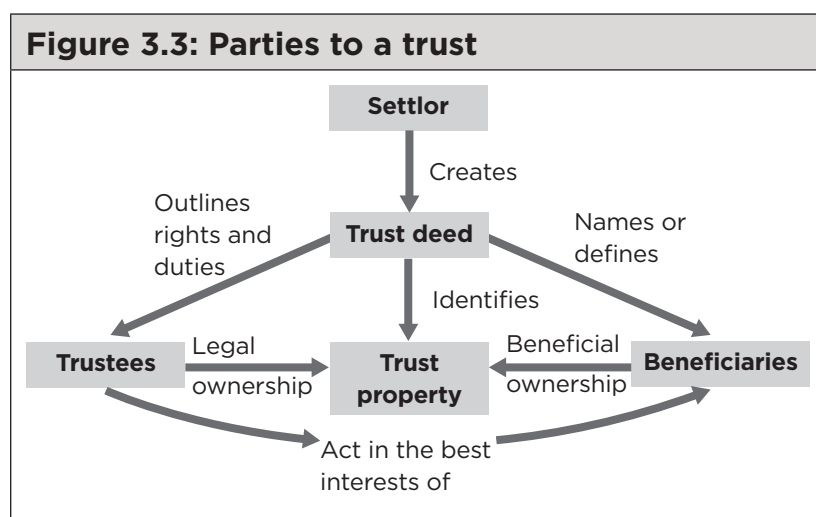 Figure 3.3: Parties to a trust
Settlor
Creates
Outlines
rights and
duties
Trust deed
Names or
defines
Identifies
Trustees
Legal
ownership
Trust
property
Beneficial
ownership
Beneficiaries
Act in the best
interests of